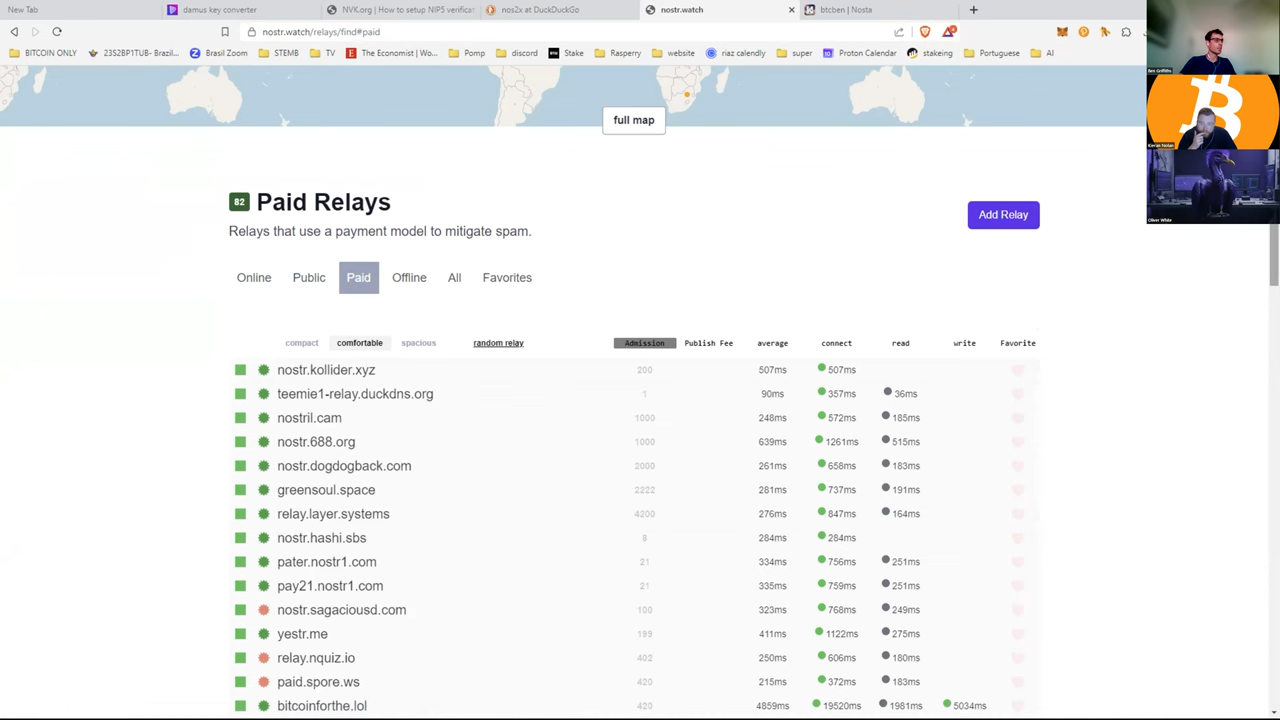 New Tab
damus key converter
NVK.org | How to setup NIP5 verificat
nos2x at DuckDuckGo
nostr.watch
btcben | Nosta
nostr.watch/relays/find#paid
BITCOIN ONLY
23S2BP1TUB- Brazil...
Brasil Zoom
STEMB
TV
The Economist | Wo...
Pomp
discord
Stake
Rasperry
website
riaz calendly
super
Proton Calendar
stakeing
Portuguese
AI
full map
Ben Griffiths
Kieran Nolan
Oliver White
82 Paid Relays
Relays that use a payment model to mitigate spam.
Add Relay
Online Public Paid Offline All Favorites
compact comfortable spacious random relay Admission Publish Fee average connect read write Favorite
nostr.kollider.xyz 200 507ms 507ms
teemie1-relay.duckdns.org 1 90ms 357ms 36ms
nostril.cam 1000 248ms 572ms 185ms
nostr.688.org 1000 639ms 1261ms 515ms
nostr.dogdogback.com 2000 261ms 658ms 183ms
greensoul.space 2222 281ms 737ms 191ms
relay.layer.systems 4200 276ms 847ms 164ms
nostr.hashi.sbs 8 284ms 284ms
pater.nostr1.com 21 334ms 756ms 251ms
pay21.nostr1.com 21 335ms 759ms 251ms
nostr.sagaciousd.com 100 323ms 768ms 249ms
yestr.me 199 411ms 1122ms 275ms
relay.nquiz.io 402 250ms 606ms 180ms
paid.spore.ws 420 215ms 372ms 183ms
bitcoinforthe.lol 420 4859ms 19520ms 1981ms 5034ms